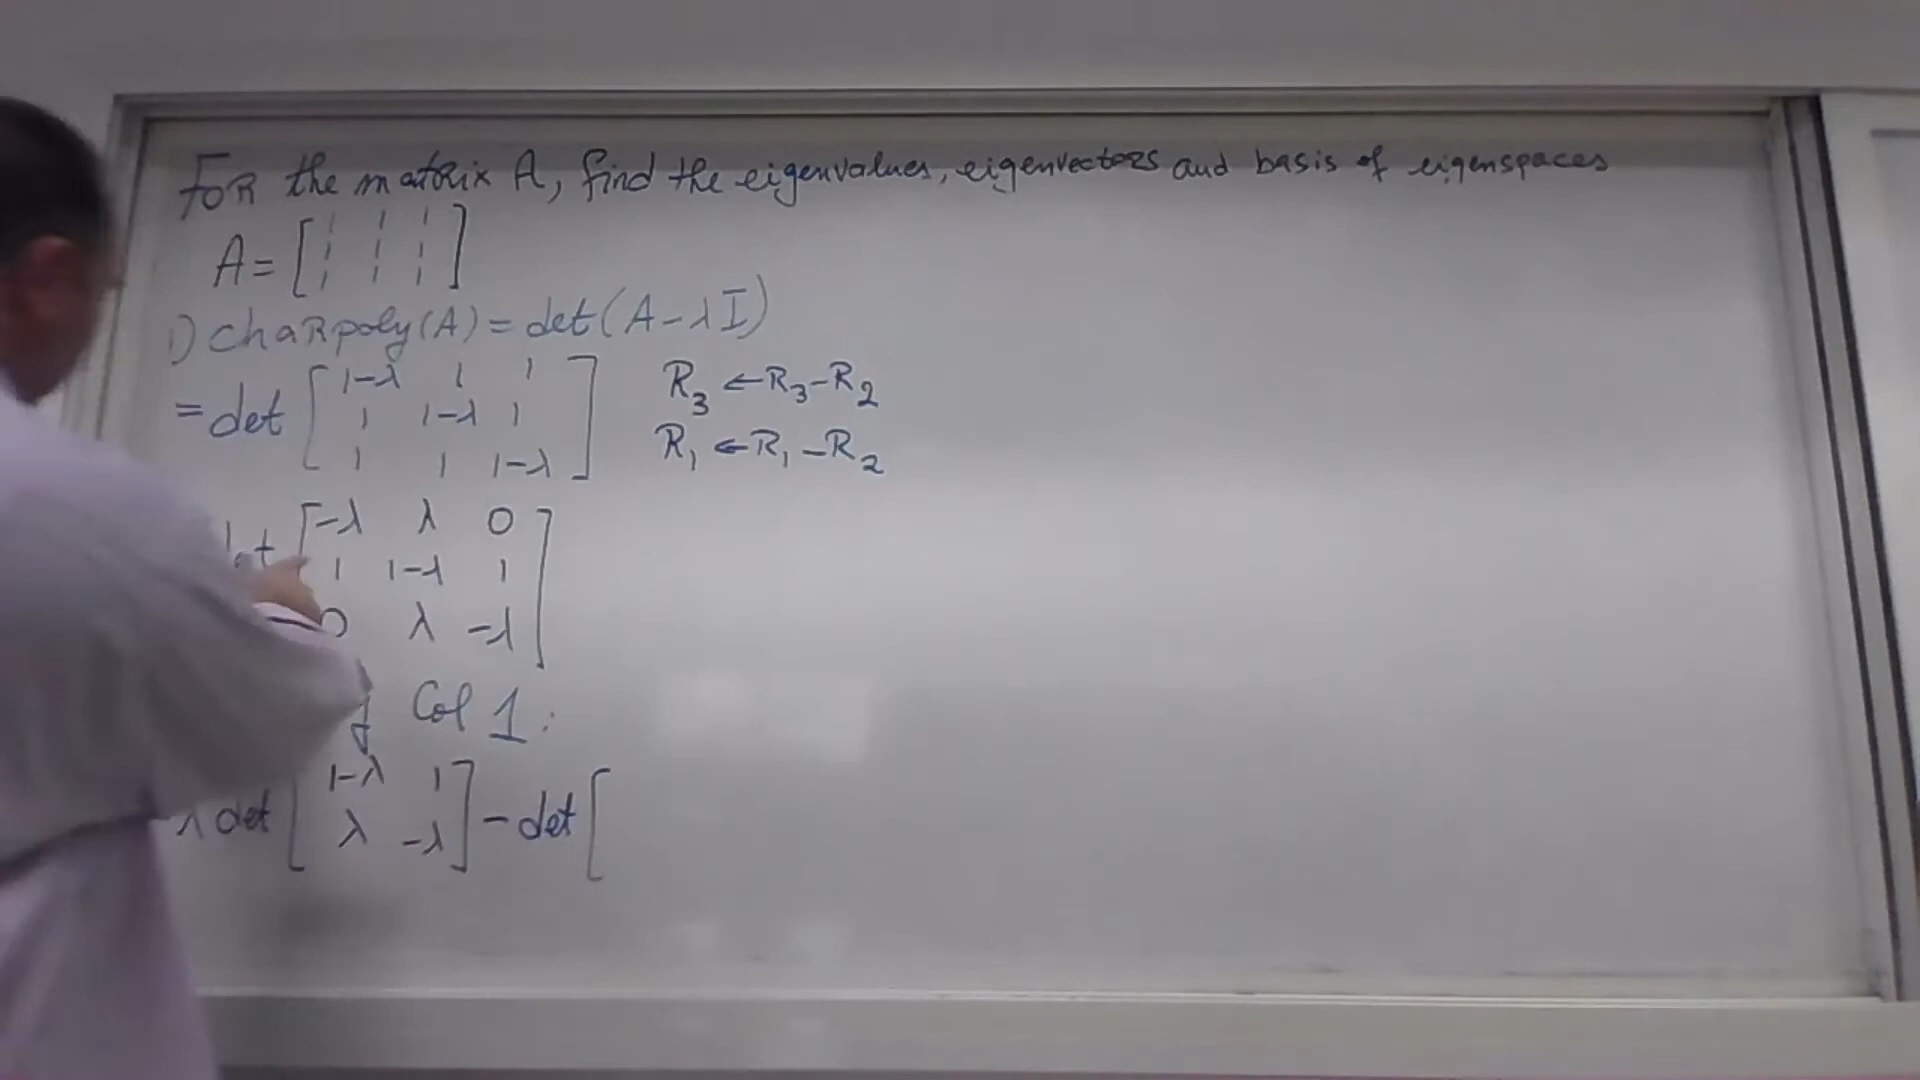 For the matrix A, find the eigenvalues, eigenvectors and basis of eigenspaces
A = [1 1 1
1 1 1
1 1 1]
1) charpoly(A) = det(A-λI)
= det [1-λ 1 1
1 1-λ 1
1 1 1-λ]
R₃ ← R₃-R₂
R₁ ← R₁-R₂
[-λ λ 0
1 1-λ 1
0 λ -λ]
Col 1:
λ det [1-λ 1
λ -λ] - det [